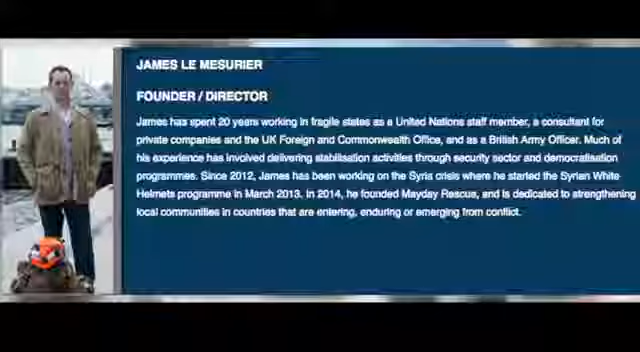 JAMES LE MESURIER
FOUNDER / DIRECTOR
James has spent 20 years working in fragile states as a United Nations staff member, a consultant for
private companies and the UK Foreign and Commonwealth Office, and as a British Army Officer. Much of
his experience has involved delivering stabilisation activities through security sector and democratisation
programmes. Since 2012, James has been working on the Syria crisis where he started the Syrian White
Helmets programme in March 2013. In 2014, he founded Mayday Rescue, and is dedicated to strengthening
local communities in countries that are entering, enduring or emerging from conflict.